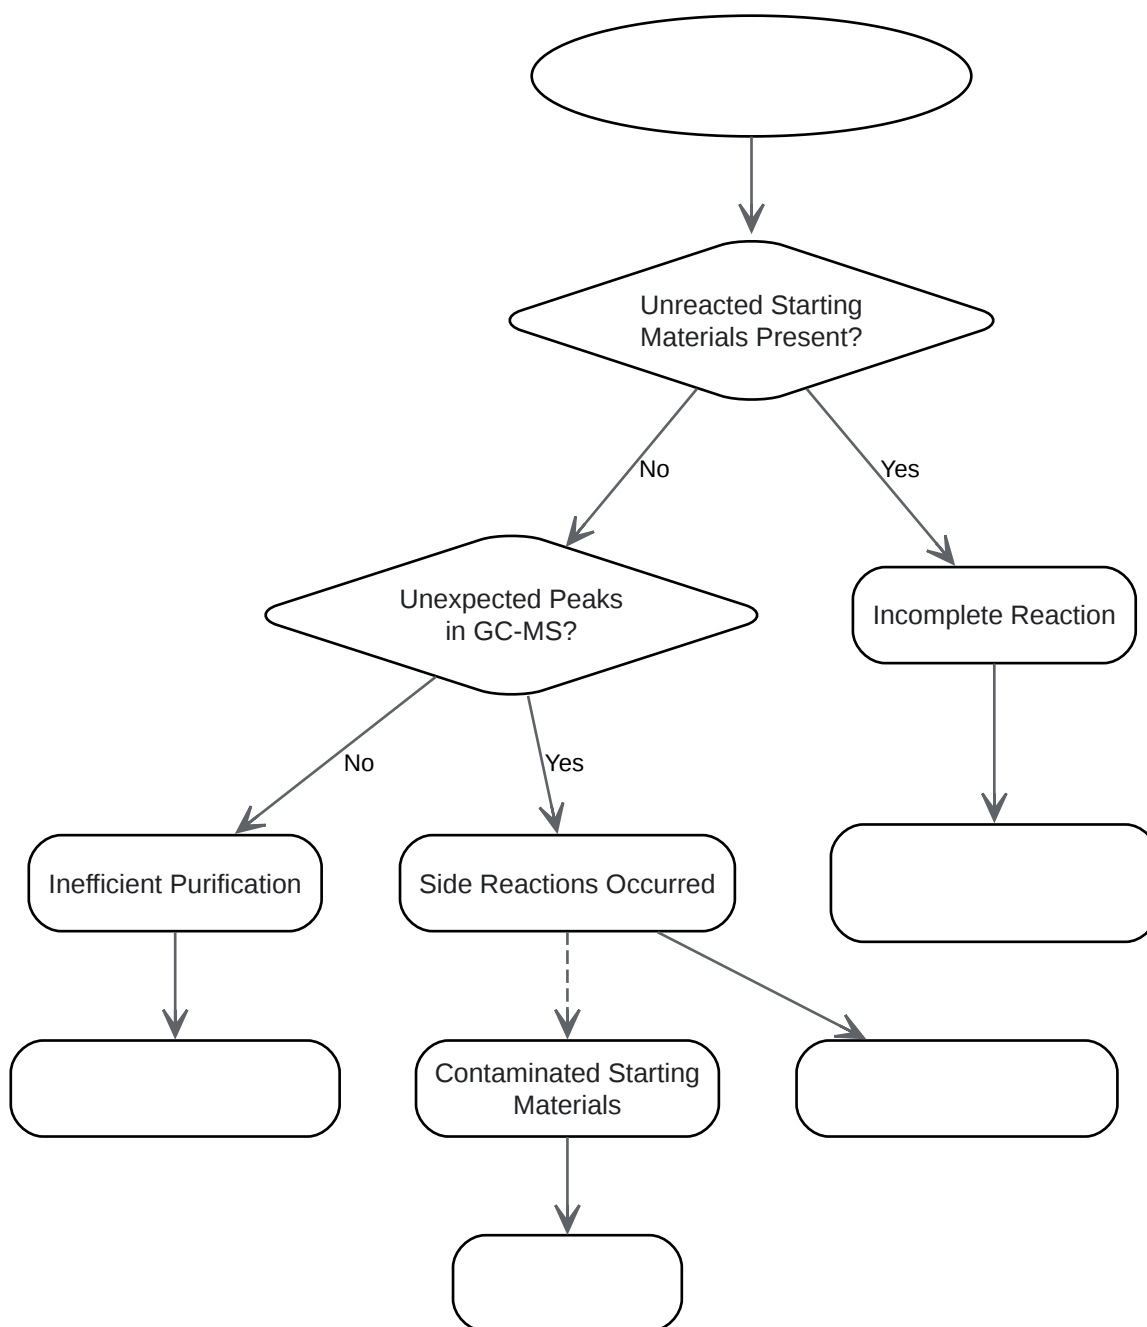 Unreacted Starting
Materials Present?
No
Yes
Unexpected Peaks
in GC-MS?
Incomplete Reaction
No
Yes
Inefficient Purification
Side Reactions Occurred
Contaminated Starting
Materials